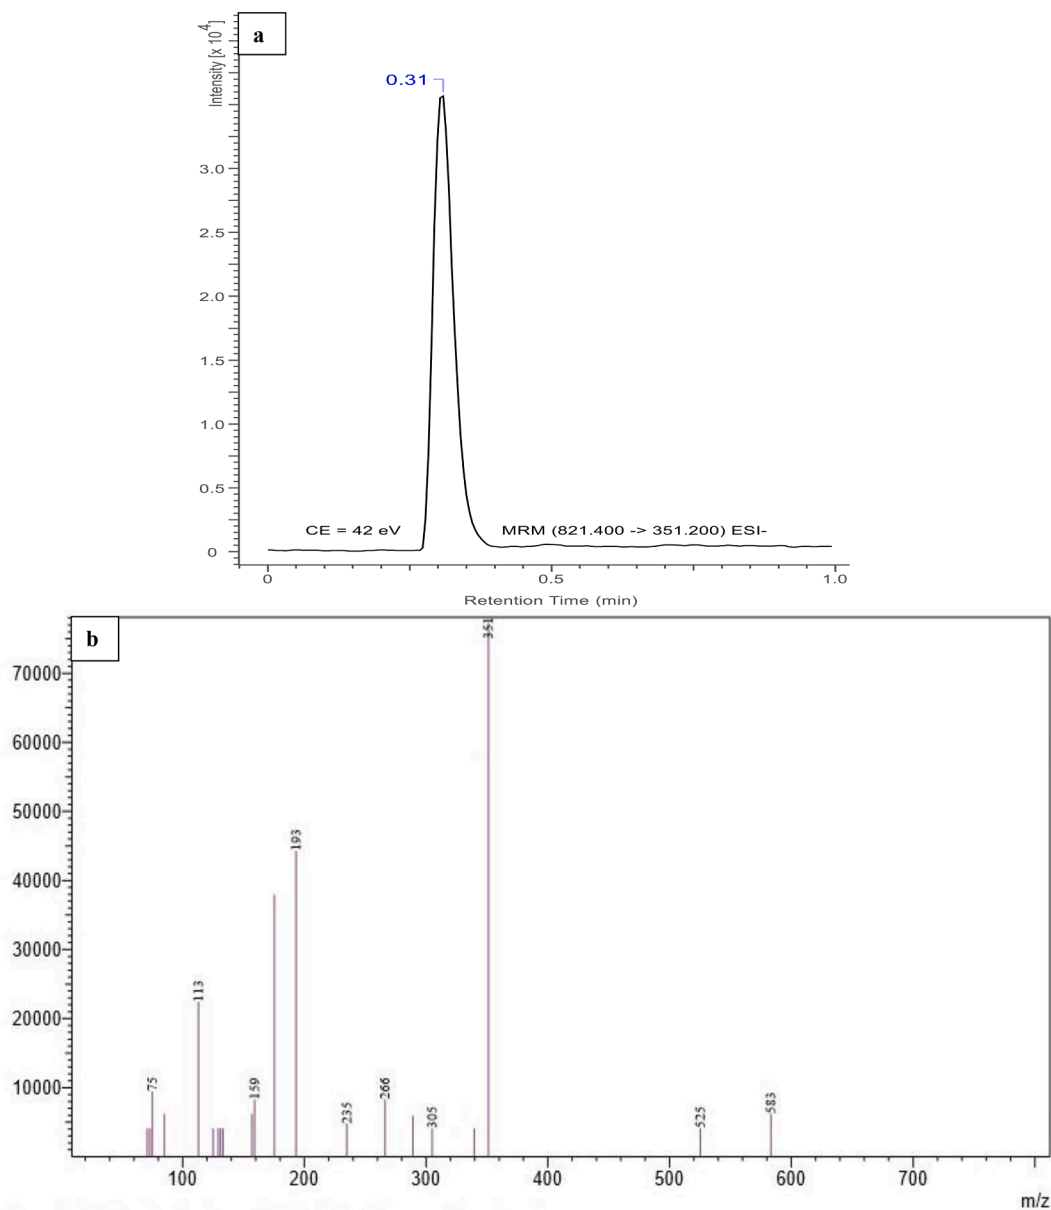 a
Intensity [x 10⁴]
0.31
3.0
2.5
2.0
1.5
1.0
0.5
0
CE = 42 eV
MRM (821.400 -> 351.200) ESI-
0 0.5 1.0
Retention Time (min)
b
351
70000
60000
50000
193
40000
30000
113
20000
75
159
235
266
305
525
583
10000
100 200 300 400 500 600 700
m/z